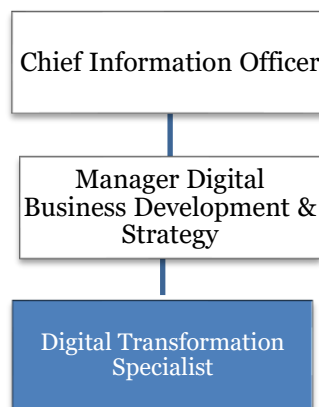 Chief Information Officer
Manager Digital
Business Development &
Strategy
Digital Transformation
Specialist